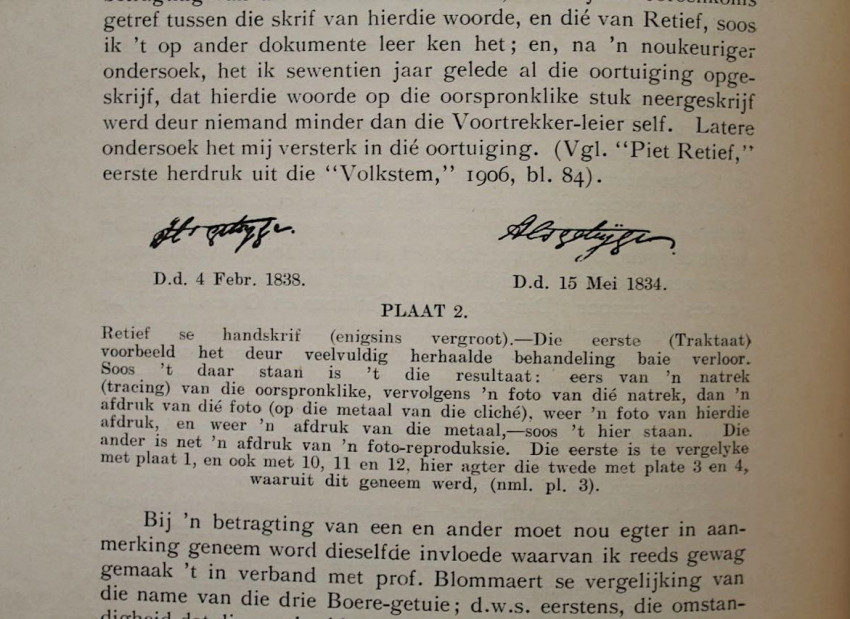 getref tussen die skrif van hierdie woorde, en dié van Retief, soos
ik 't op ander dokumente leer ken het; en, na 'n noukeuriger
ondersoek, het ik sewentien jaar gelede al die oortuiging opge-
skrijf, dat hierdie woorde op die oorspronklike stuk neergeskrijf
werd deur niemand minder dan die Voortrekker-leier self. Latere
ondersoek het mij versterk in dié oortuiging. (Vgl. "Piet Retief,"
eerste herdruk uit die "Volkstem," 1906, bl. 84).
Als getuijgen
D.d. 4 Febr. 1838. D.d. 15 Mei 1834.
PLAAT 2.
Retief se handskrif (enigsins vergroot).—Die eerste (Traktaat)
voorbeeld het deur veelvuldig herhaalde behandeling baie verloor.
Soos 't daar staan is 't die resultaat: eers van 'n natrek
(tracing) van die oorspronklike, vervolgens 'n foto van dié natrek, dan 'n
afdruk van dié foto (op die metaal van die cliché), weer 'n foto van hierdie
afdruk, en weer 'n afdruk van die metaal,—soos 't hier staan. Die
ander is net 'n afdruk van 'n foto-reproduksie. Die eerste is te vergelyke
met plaat 1, en ook met 10, 11 en 12, hier agter die twede met plate 3 en 4,
waaruit dit geneem werd, (nml. pl. 3).
Bij 'n betragting van een en ander moet nou egter in aan-
merking geneem word dieselfde invloede waarvan ik reeds gewag
gemaak 't in verband met prof. Blommaert se vergelijking van
die name van die drie Boere-getuie; d.w.s. eerstens, die omstan-